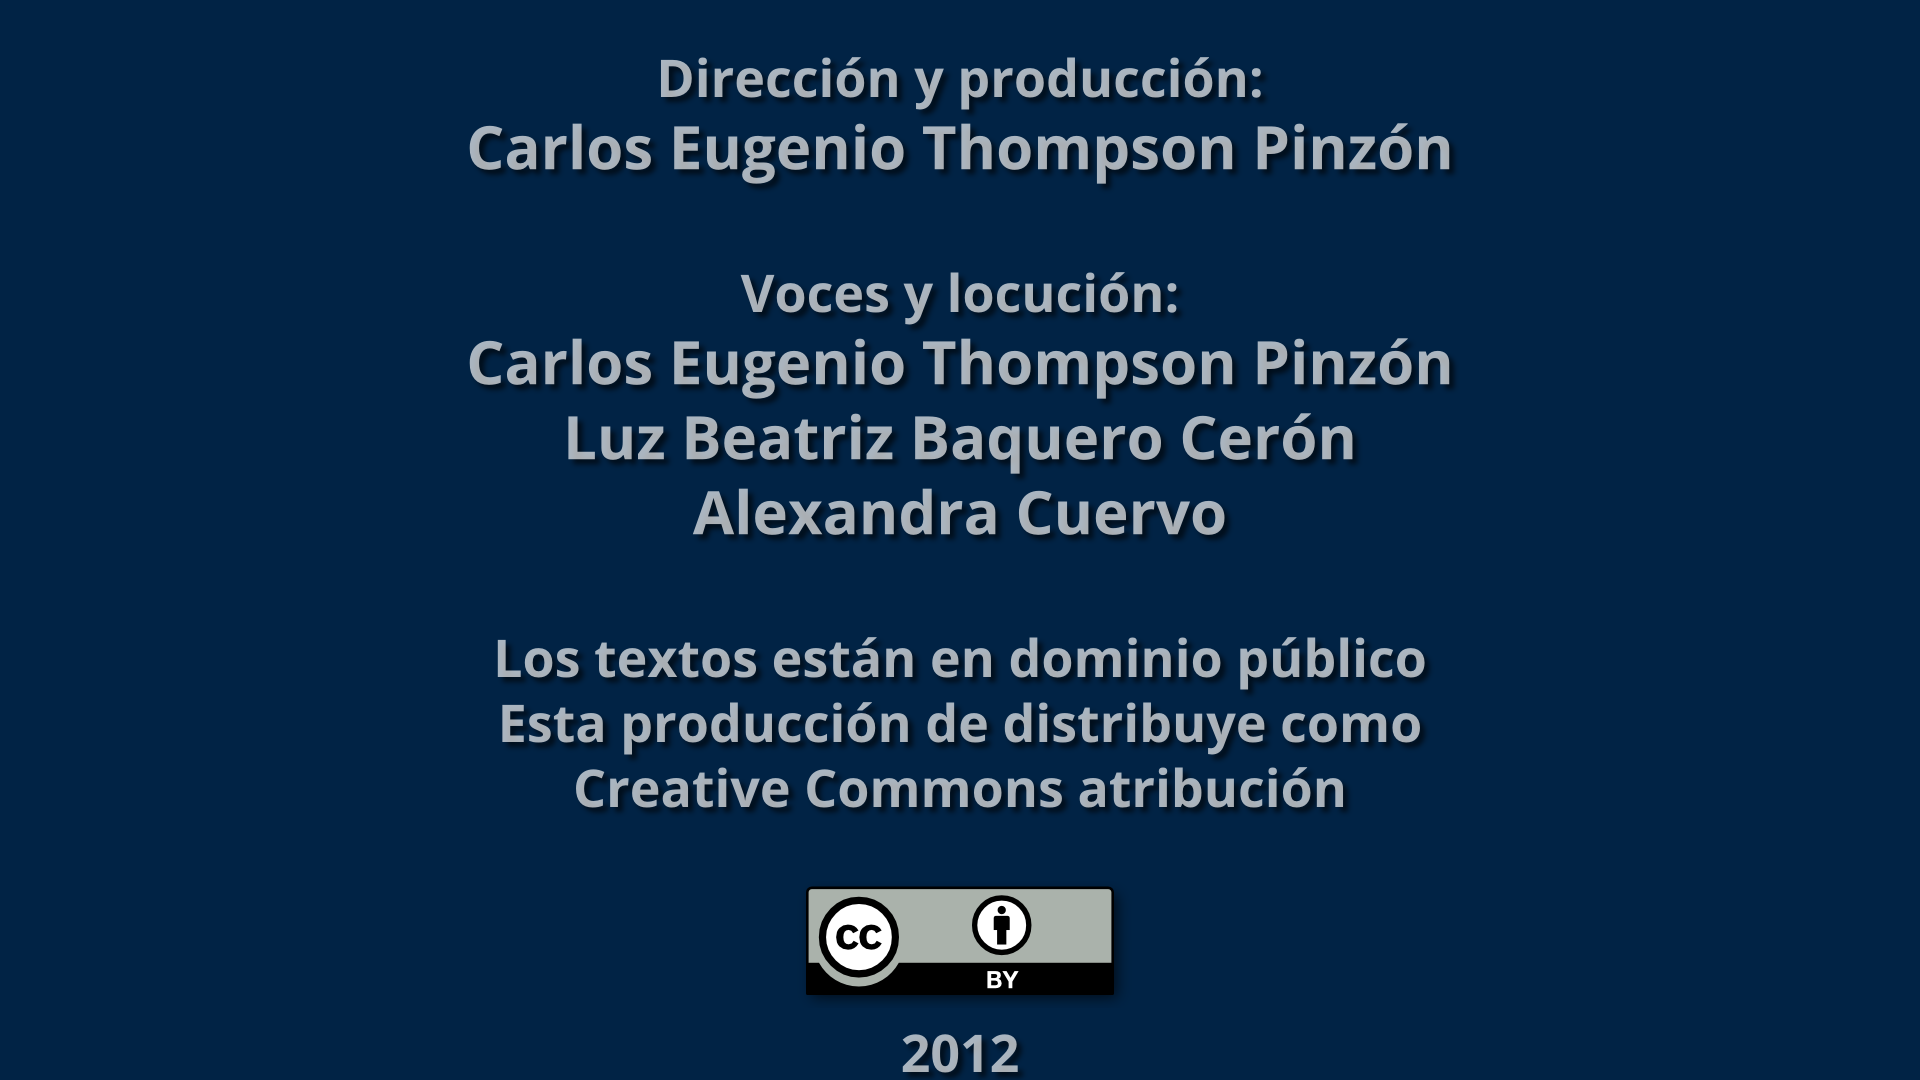 Dirección y producción:
Carlos Eugenio Thompson Pinzón
Voces y locución:
Carlos Eugenio Thompson Pinzón
Luz Beatriz Baquero Cerón
Alexandra Cuervo
Los textos están en dominio público
Esta producción de distribuye como
Creative Commons atribución
cc
BY
2012